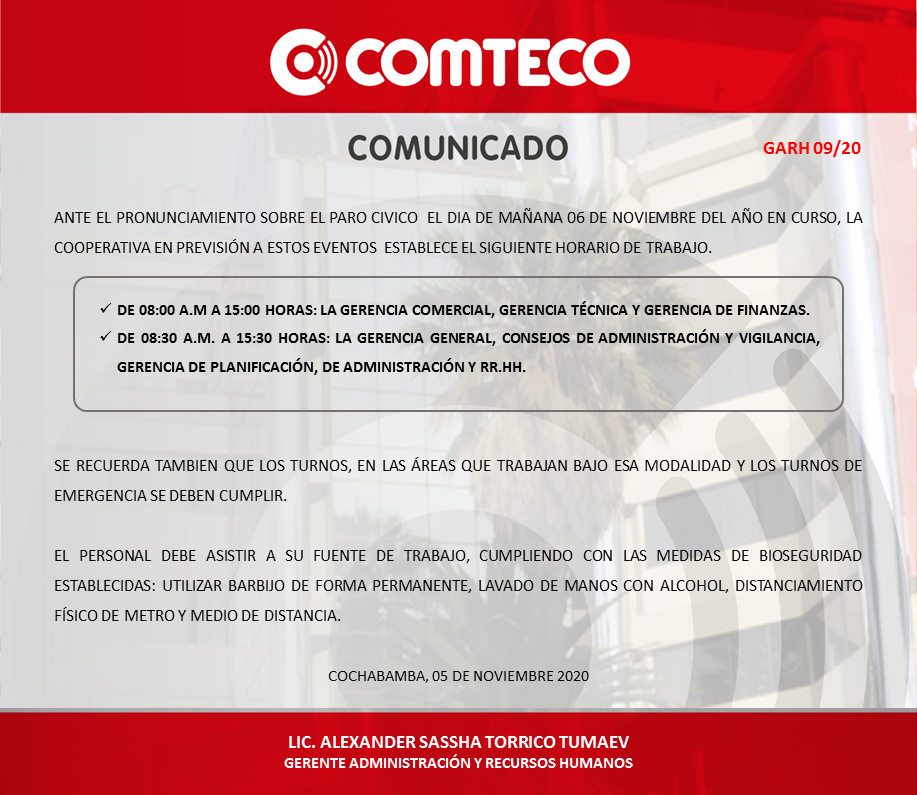 COMTECO
COMUNICADO
GARH 09/20
ANTE EL PRONUNCIAMIENTO SOBRE EL PARO CIVICO EL DIA DE MAÑANA 06 DE NOVIEMBRE DEL AÑO EN CURSO, LA
COOPERATIVA EN PREVISIÓN A ESTOS EVENTOS ESTABLECE EL SIGUIENTE HORARIO DE TRABAJO.
✓ DE 08:00 A.M A 15:00 HORAS: LA GERENCIA COMERCIAL, GERENCIA TÉCNICA Y GERENCIA DE FINANZAS.
✓ DE 08:30 A.M. A 15:30 HORAS: LA GERENCIA GENERAL, CONSEJOS DE ADMINISTRACIÓN Y VIGILANCIA,
GERENCIA DE PLANIFICACIÓN, DE ADMINISTRACIÓN Y RR.HH.
SE RECUERDA TAMBIEN QUE LOS TURNOS, EN LAS ÁREAS QUE TRABAJAN BAJO ESA MODALIDAD Y LOS TURNOS DE
EMERGENCIA SE DEBEN CUMPLIR.
EL PERSONAL DEBE ASISTIR A SU FUENTE DE TRABAJO, CUMPLIENDO CON LAS MEDIDAS DE BIOSEGURIDAD
ESTABLECIDAS: UTILIZAR BARBIJO DE FORMA PERMANENTE, LAVADO DE MANOS CON ALCOHOL, DISTANCIAMIENTO
FÍSICO DE METRO Y MEDIO DE DISTANCIA.
COCHABAMBA, 05 DE NOVIEMBRE 2020
LIC. ALEXANDER SASSHA TORRICO TUMAEV
GERENTE ADMINISTRACIÓN Y RECURSOS HUMANOS